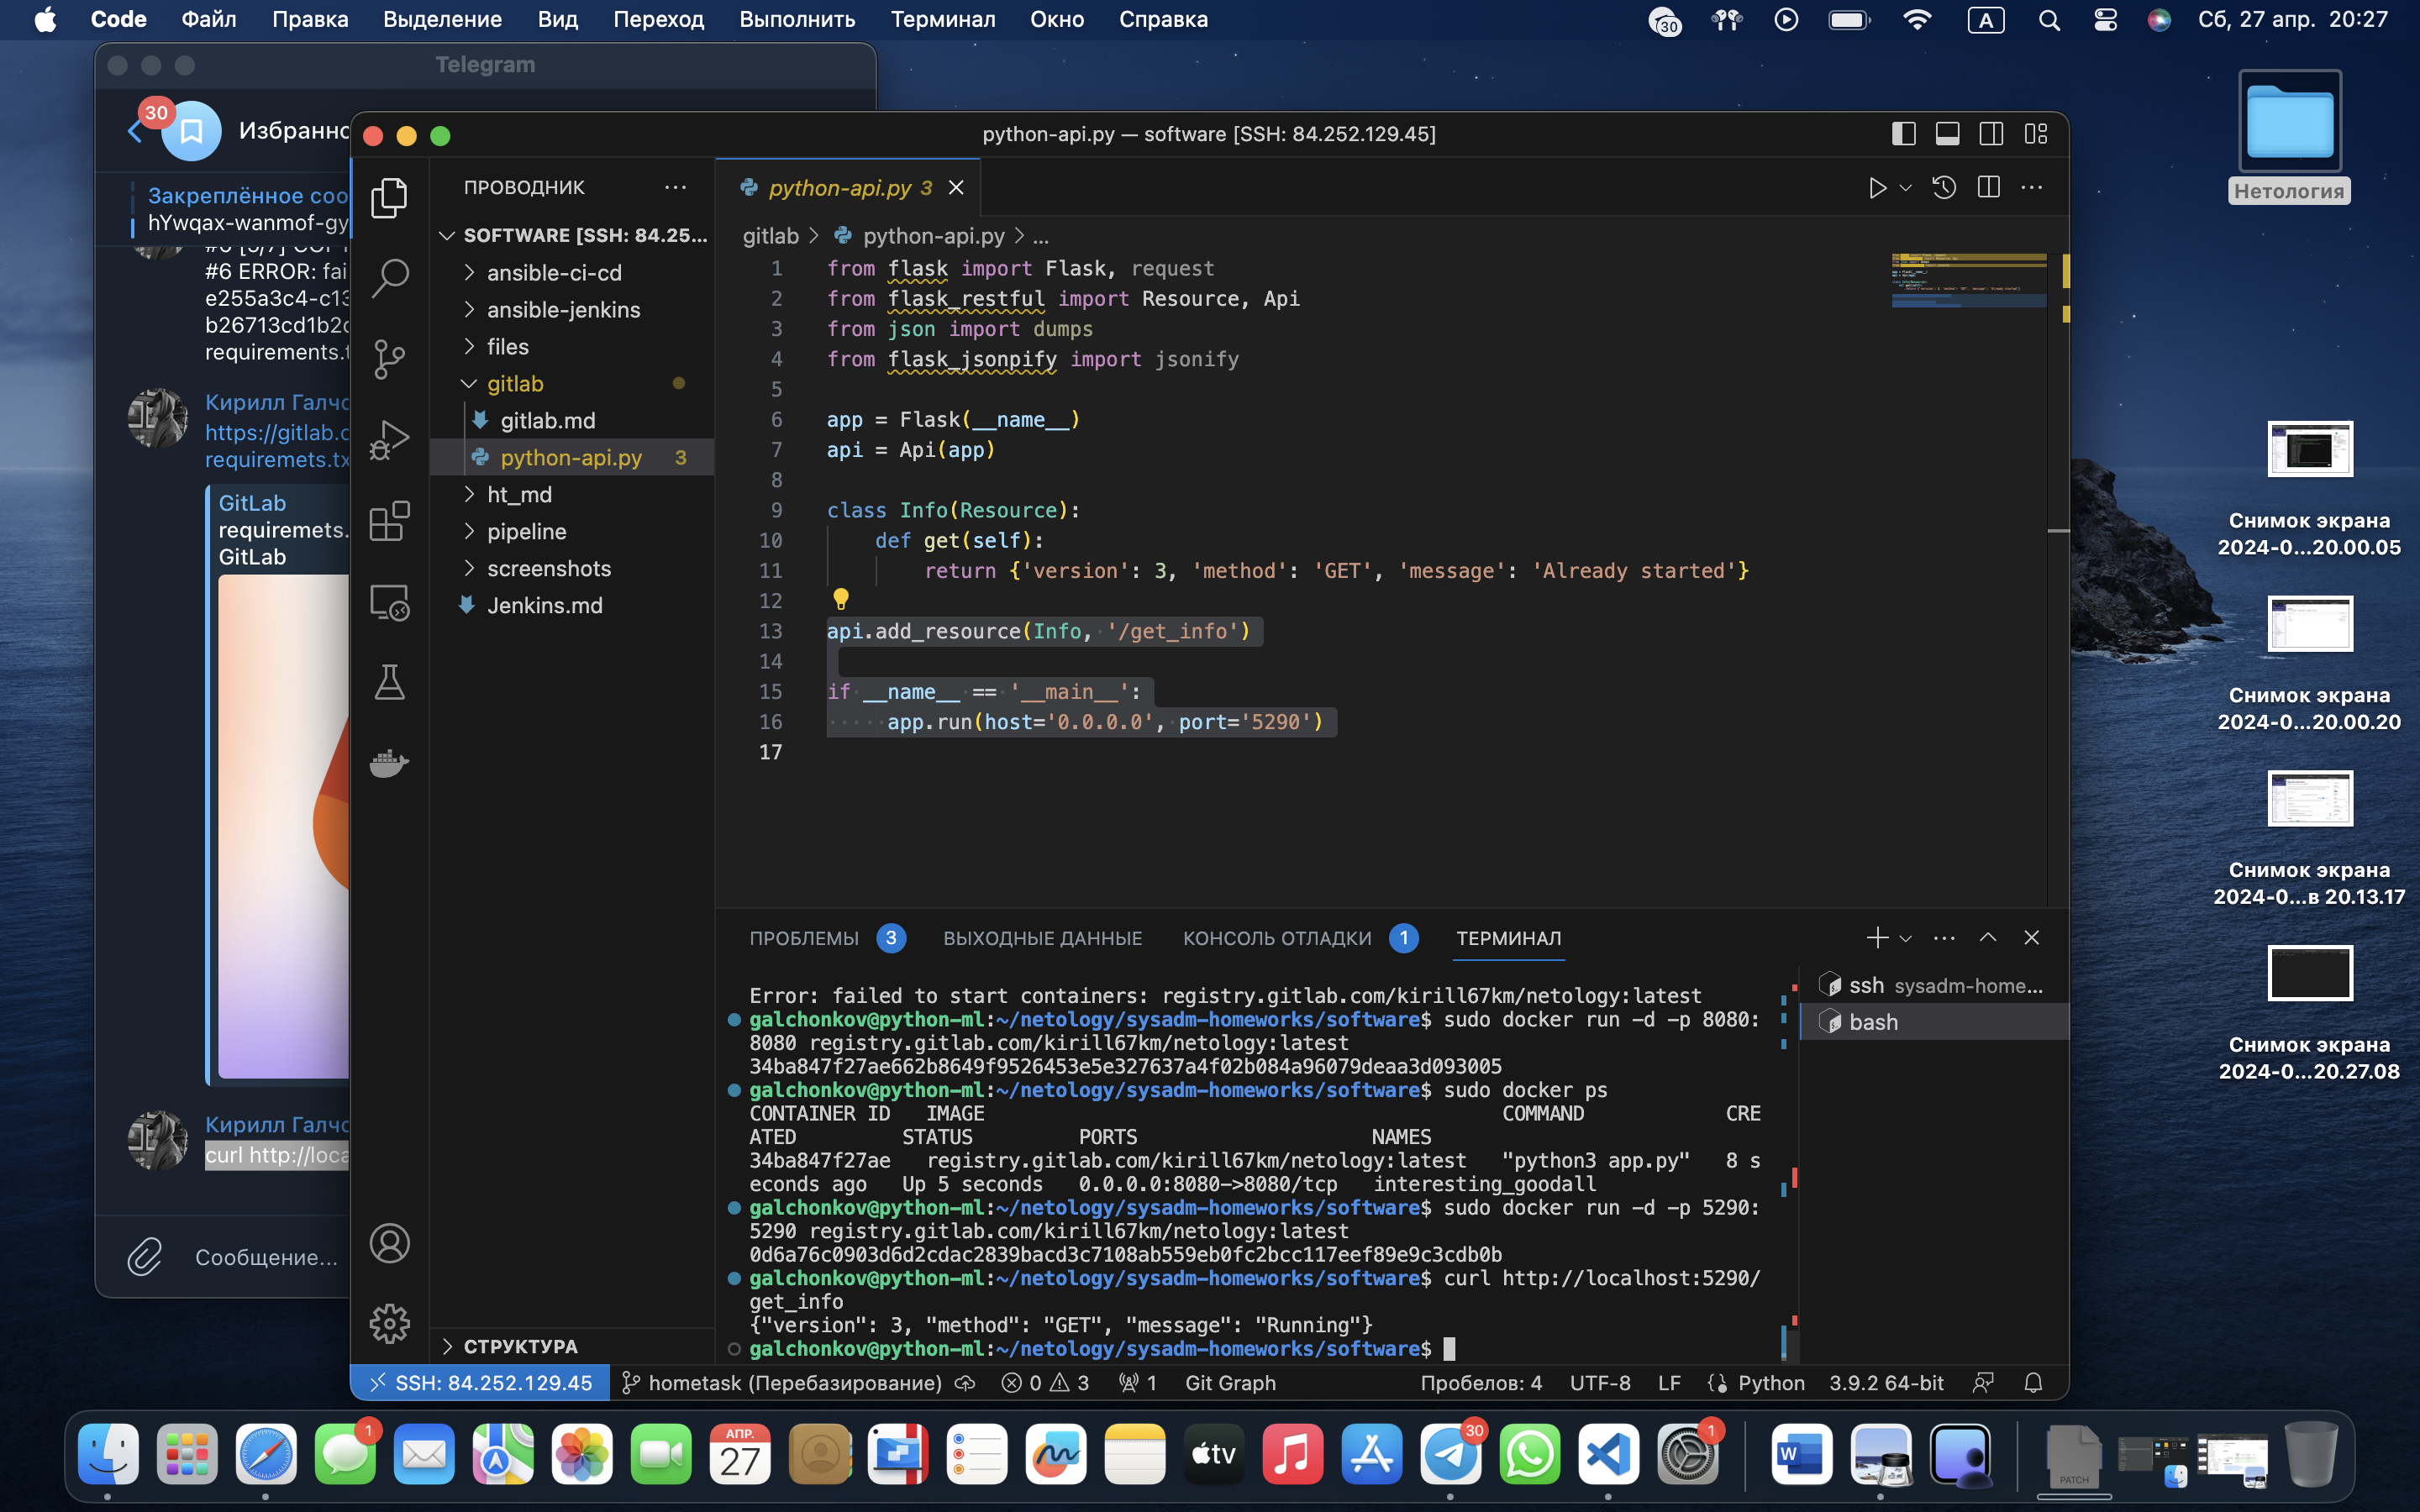 Code Файл Правка Выделение Вид Переход Выполнить Терминал Окно Справка
30 A Сб, 27 апр. 20:27
Telegram
30 Избранно
Закреплённое соо
hYwqax-wanmof-gy
#6 ERROR: fai
e255a3c4-c13
b26713cd1b2c
requirements.t
Кирилл Галчо
https://gitlab.c
requiremets.tx
GitLab
requiremets.
GitLab
Кирилл Галчо
curl http://loca
Сообщение...
python-api.py — software [SSH: 84.252.129.45]
ПРОВОДНИК
SOFTWARE [SSH: 84.25...
ansible-ci-cd
ansible-jenkins
files
gitlab
gitlab.md
python-api.py 3
ht_md
pipeline
screenshots
Jenkins.md
СТРУКТУРА
python-api.py 3
gitlab > python-api.py > ...
1 from flask import Flask, request
2 from flask_restful import Resource, Api
3 from json import dumps
4 from flask_jsonpify import jsonify
5
6 app = Flask(__name__)
7 api = Api(app)
8
9 class Info(Resource):
10 def get(self):
11 return {'version': 3, 'method': 'GET', 'message': 'Already started'}
12
13 api.add_resource(Info, '/get_info')
14
15 if __name__ == '__main__':
16 app.run(host='0.0.0.0', port='5290')
17
ПРОБЛЕМЫ 3 ВЫХОДНЫЕ ДАННЫЕ КОНСОЛЬ ОТЛАДКИ 1 ТЕРМИНАЛ
Error: failed to start containers: registry.gitlab.com/kirill67km/netology:latest
galchonkov@python-ml:~/netology/sysadm-homeworks/software$ sudo docker run -d -p 8080:
8080 registry.gitlab.com/kirill67km/netology:latest
34ba847f27ae662b8649f9526453e5e327637a4f02b084a96079deaa3d093005
galchonkov@python-ml:~/netology/sysadm-homeworks/software$ sudo docker ps
CONTAINER ID IMAGE COMMAND CRE
ATED STATUS PORTS NAMES
34ba847f27ae registry.gitlab.com/kirill67km/netology:latest "python3 app.py" 8 s
econds ago Up 5 seconds 0.0.0.0:8080->8080/tcp interesting_goodall
galchonkov@python-ml:~/netology/sysadm-homeworks/software$ sudo docker run -d -p 5290:
5290 registry.gitlab.com/kirill67km/netology:latest
0d6a76c0903d6d2cdac2839bacd3c7108ab559eb0fc2bcc117eef89e9c3cdb0b
galchonkov@python-ml:~/netology/sysadm-homeworks/software$ curl http://localhost:5290/
get_info
{"version": 3, "method": "GET", "message": "Running"}
galchonkov@python-ml:~/netology/sysadm-homeworks/software$
ssh sysadm-home...
bash
SSH: 84.252.129.45 hometask (Перебазирование) 0 3 1 Git Graph Пробелов: 4 UTF-8 LF Python 3.9.2 64-bit
Нетология
Снимок экрана
2024-0...20.00.05
Снимок экрана
2024-0...20.00.20
Снимок экрана
2024-0...в 20.13.17
Снимок экрана
2024-0...20.27.08
1 АПР. 27 tv 30 1 W PATCH